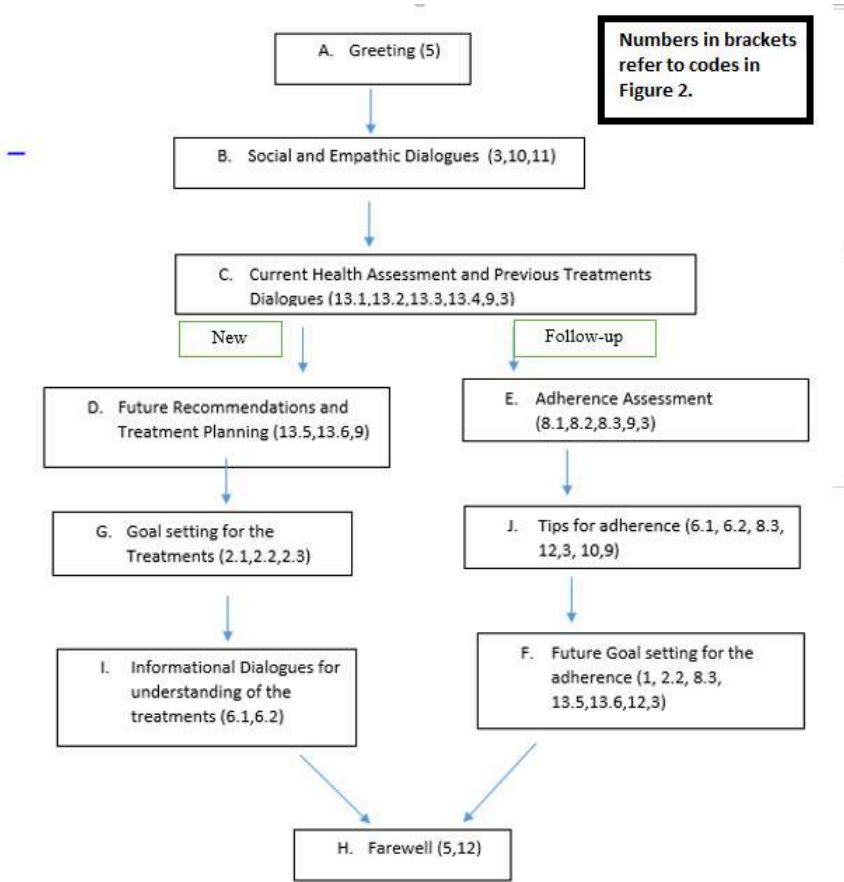 Numbers in brackets
refer to codes in
Figure 2.
A. Greeting (5)
B. Social and Empathic Dialogues (3,10,11)
C. Current Health Assessment and Previous Treatments
Dialogues (13.1,13.2,13.3,13.4,9,3)
New
Follow-up
D. Future Recommendations and
Treatment Planning (13.5,13.6,9)
E. Adherence Assessment
(8.1,8.2,8.3,9,3)
G. Goal setting for the
Treatments (2.1,2.2,2.3)
J. Tips for adherence (6.1, 6.2, 8.3,
12,3, 10,9)
I. Informational Dialogues for
understanding of the
treatments (6.1,6.2)
F. Future Goal setting for the
adherence (1, 2.2, 8.3,
13.5,13.6,12,3)
H. Farewell (5,12)